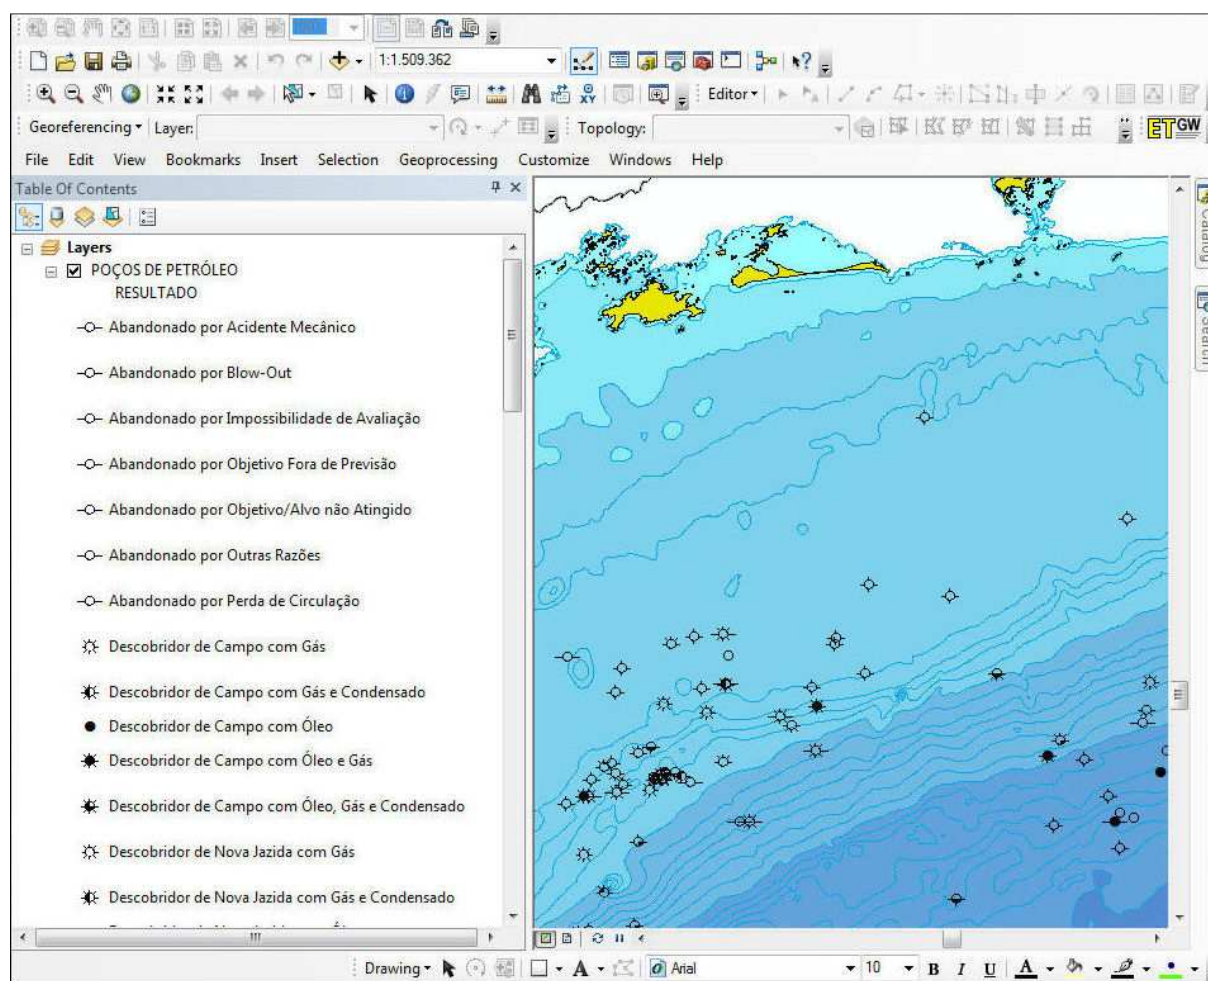 1:1.509.362
Editor
Georeferencing Layer: Topology: ET GW
File Edit View Bookmarks Insert Selection Geoprocessing Customize Windows Help
Table Of Contents
Layers
POÇOS DE PETRÓLEO
RESULTADO
Abandonado por Acidente Mecânico
Abandonado por Blow-Out
Abandonado por Impossibilidade de Avaliação
Abandonado por Objetivo Fora de Previsão
Abandonado por Objetivo/Alvo não Atingido
Abandonado por Outras Razões
Abandonado por Perda de Circulação
Descobridor de Campo com Gás
Descobridor de Campo com Gás e Condensado
Descobridor de Campo com Óleo
Descobridor de Campo com Óleo e Gás
Descobridor de Campo com Óleo, Gás e Condensado
Descobridor de Nova Jazida com Gás
Descobridor de Nova Jazida com Gás e Condensado
Catalog
Search
Drawing A Arial 10 B I U A